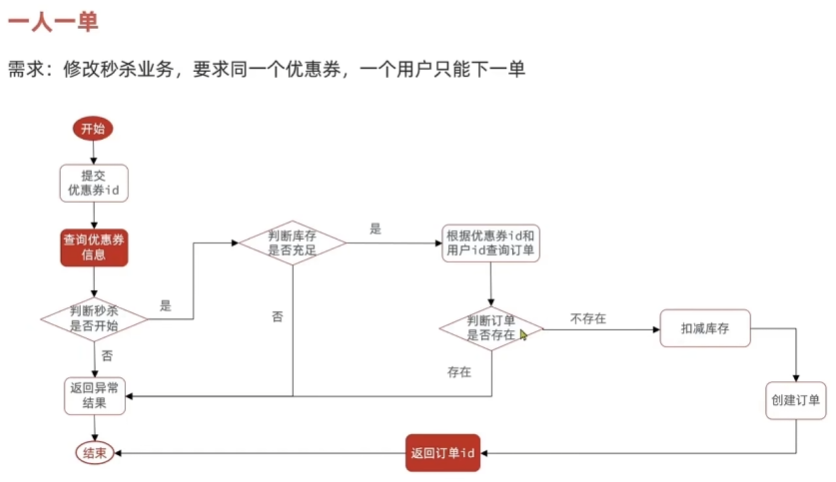 一人一单
需求：修改秒杀业务，要求同一个优惠券，一个用户只能下一单
开始
提交
优惠券id
查询优惠券
信息
判断秒杀
是否开始
是
否
返回异常
结果
结束
判断库存
是否充足
是
否
根据优惠券id和
用户id查询订单
判断订单
是否存在
不存在
存在
扣减库存
创建订单
返回订单id